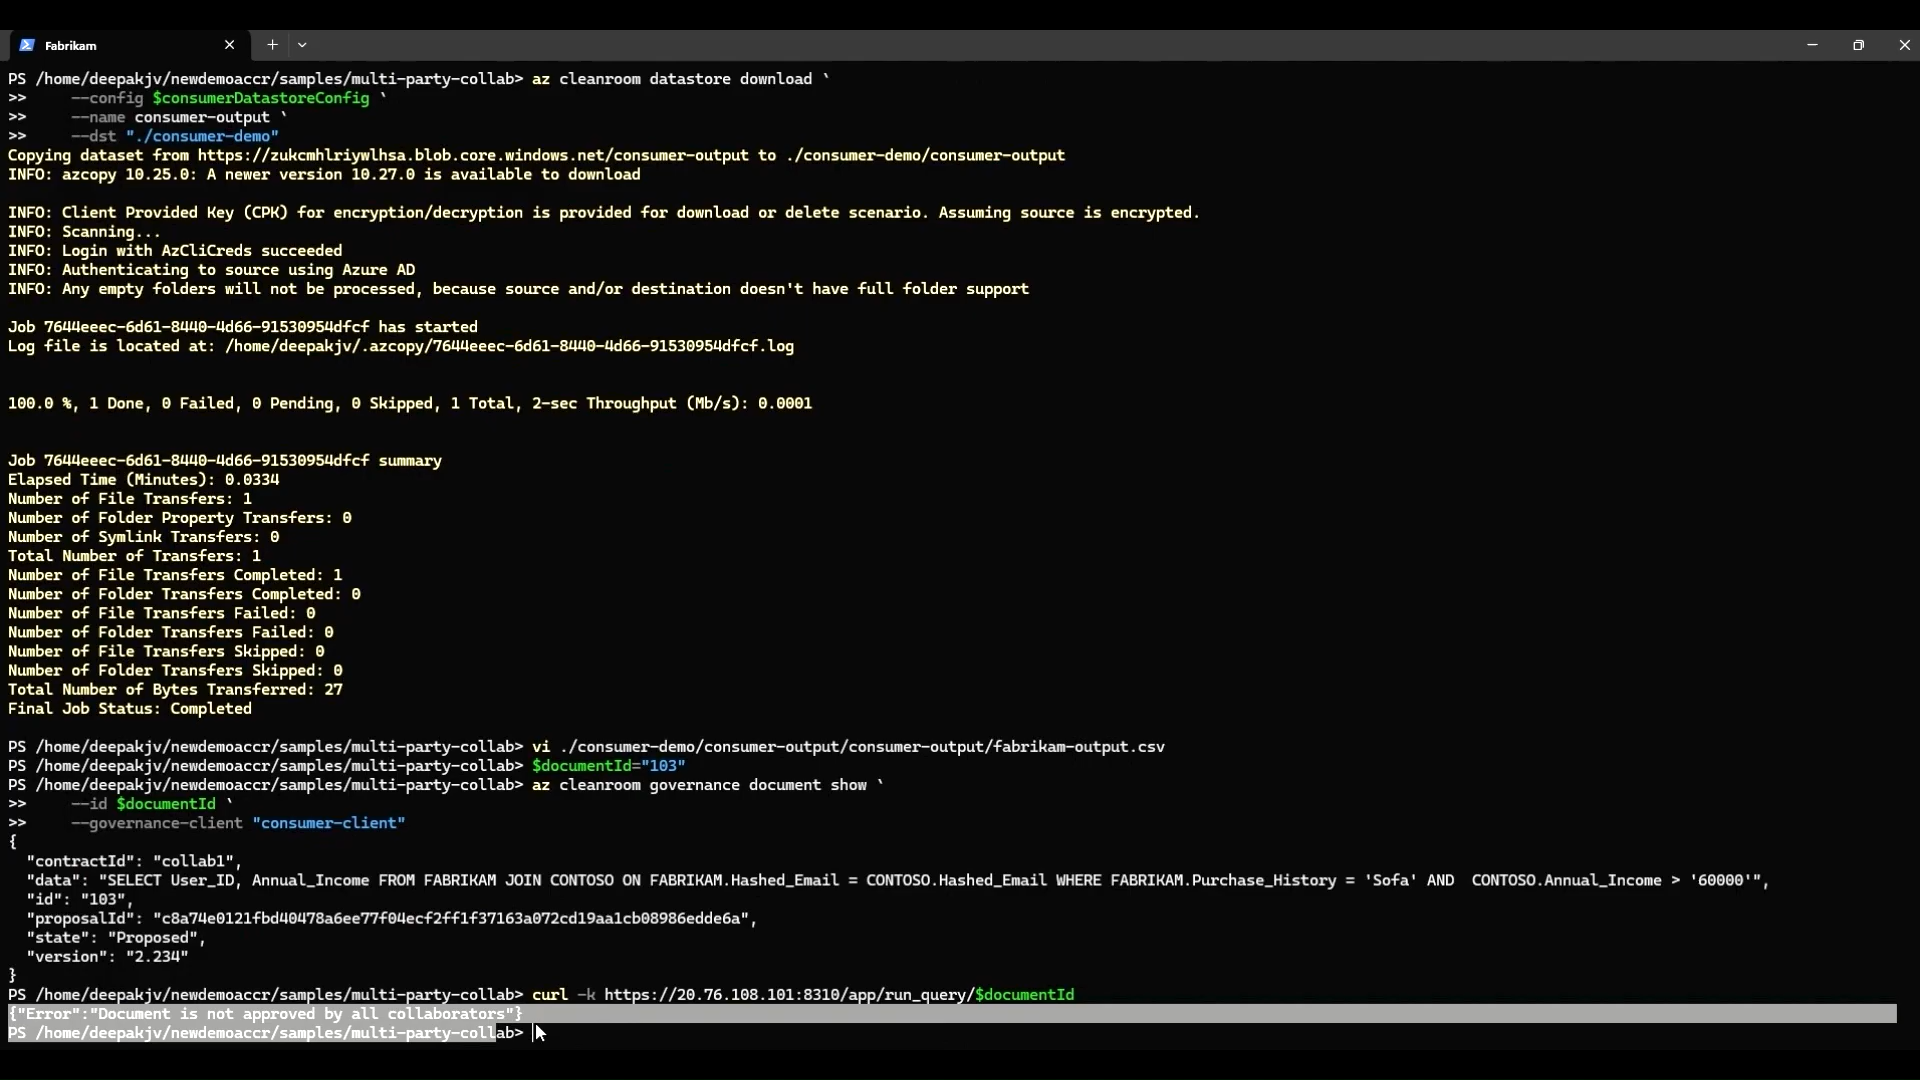 Fabrikam
PS /home/deepakjv/newdemoaccr/samples/multi-party-collab> az cleanroom datastore download `
>>     --config $consumerDatastoreConfig `
>>     --name consumer-output `
>>     --dst "./consumer-demo"
Copying dataset from https://zukcmhlriywlhsa.blob.core.windows.net/consumer-output to ./consumer-demo/consumer-output
INFO: azcopy 10.25.0: A newer version 10.27.0 is available to download
INFO: Client Provided Key (CPK) for encryption/decryption is provided for download or delete scenario. Assuming source is encrypted.
INFO: Scanning...
INFO: Login with AzCliCreds succeeded
INFO: Authenticating to source using Azure AD
INFO: Any empty folders will not be processed, because source and/or destination doesn't have full folder support
Job 7644eeec-6d61-8440-4d66-91530954dfcf has started
Log file is located at: /home/deepakjv/.azcopy/7644eeec-6d61-8440-4d66-91530954dfcf.log
100.0 %, 1 Done, 0 Failed, 0 Pending, 0 Skipped, 1 Total, 2-sec Throughput (Mb/s): 0.0001
Job 7644eeec-6d61-8440-4d66-91530954dfcf summary
Elapsed Time (Minutes): 0.0334
Number of File Transfers: 1
Number of Folder Property Transfers: 0
Number of Symlink Transfers: 0
Total Number of Transfers: 1
Number of File Transfers Completed: 1
Number of Folder Transfers Completed: 0
Number of File Transfers Failed: 0
Number of Folder Transfers Failed: 0
Number of File Transfers Skipped: 0
Number of Folder Transfers Skipped: 0
Total Number of Bytes Transferred: 27
Final Job Status: Completed
PS /home/deepakjv/newdemoaccr/samples/multi-party-collab> vi ./consumer-demo/consumer-output/consumer-output/fabrikam-output.csv
PS /home/deepakjv/newdemoaccr/samples/multi-party-collab> $documentId="103"
PS /home/deepakjv/newdemoaccr/samples/multi-party-collab> az cleanroom governance document show `
>>     --id $documentId `
>>     --governance-client "consumer-client"
{
  "contractId": "collab1",
  "data": "SELECT User_ID, Annual_Income FROM FABRIKAM JOIN CONTOSO ON FABRIKAM.Hashed_Email = CONTOSO.Hashed_Email WHERE FABRIKAM.Purchase_History = 'Sofa' AND  CONTOSO.Annual_Income > '60000'",
  "id": "103",
  "proposalId": "c8a74e0121fbd40478a6ee77f04ecf2ff1f37163a072cd19aa1cb08986edde6a",
  "state": "Proposed",
  "version": "2.234"
}
PS /home/deepakjv/newdemoaccr/samples/multi-party-collab> curl -k https://20.76.108.101:8310/app/run_query/$documentId
{"Error":"Document is not approved by all collaborators"}
PS /home/deepakjv/newdemoaccr/samples/multi-party-collab>